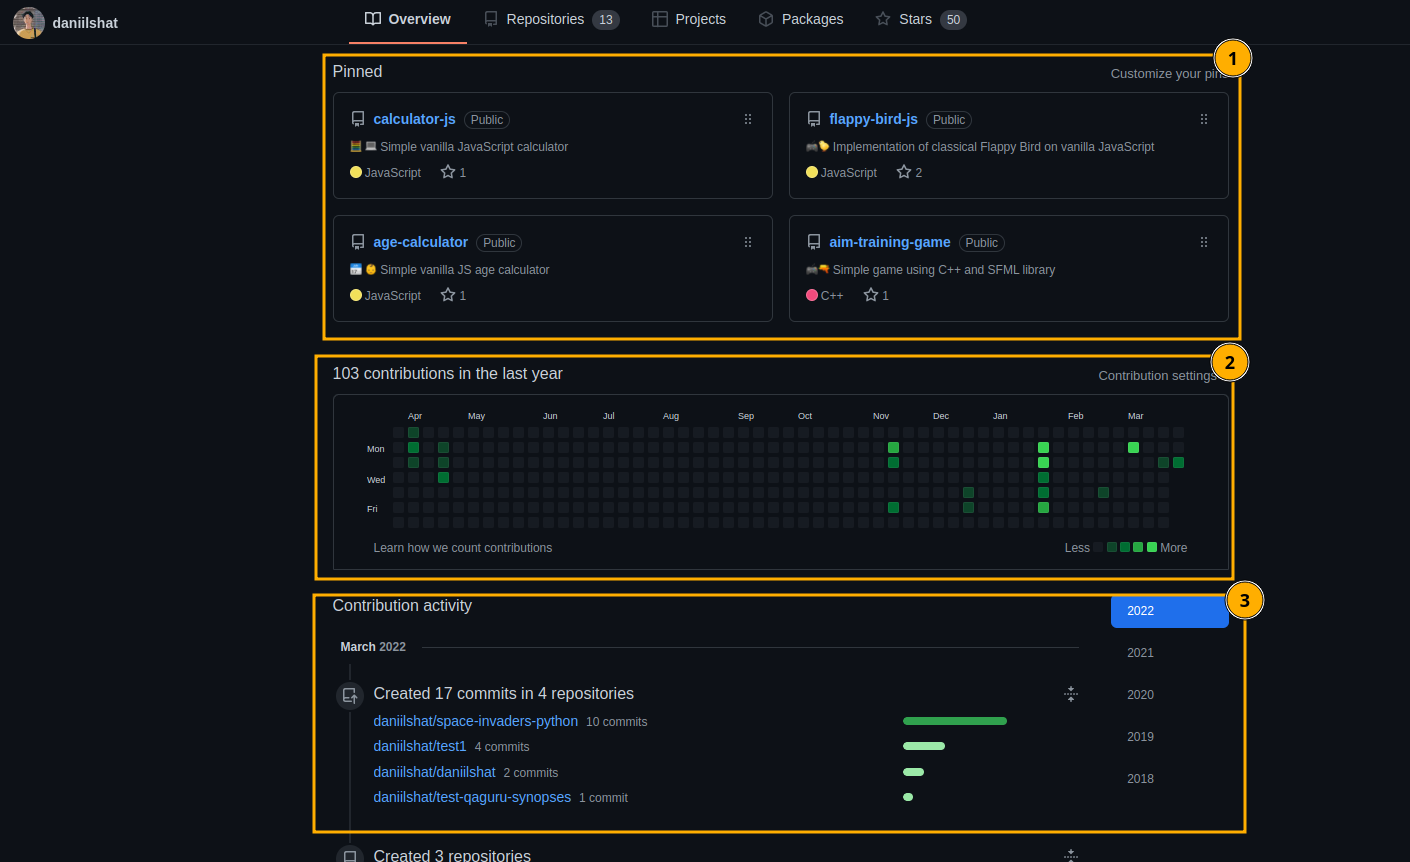 daniilshat
Overview Repositories 13 Projects Packages Stars 50
1
Pinned
Customize your pins
calculator-js Public
Simple vanilla JavaScript calculator
JavaScript 1
flappy-bird-js Public
Implementation of classical Flappy Bird on vanilla JavaScript
JavaScript 2
age-calculator Public
Simple vanilla JS age calculator
JavaScript 1
aim-training-game Public
Simple game using C++ and SFML library
C++ 1
2
103 contributions in the last year
Contribution settings
Apr May Jun Jul Aug Sep Oct Nov Dec Jan Feb Mar
Mon
Wed
Fri
Learn how we count contributions
Less More
3
Contribution activity
2022
2021
2020
2019
2018
March 2022
Created 17 commits in 4 repositories
daniilshat/space-invaders-python 10 commits
daniilshat/test1 4 commits
daniilshat/daniilshat 2 commits
daniilshat/test-qaguru-synopses 1 commit
Created 3 repositories